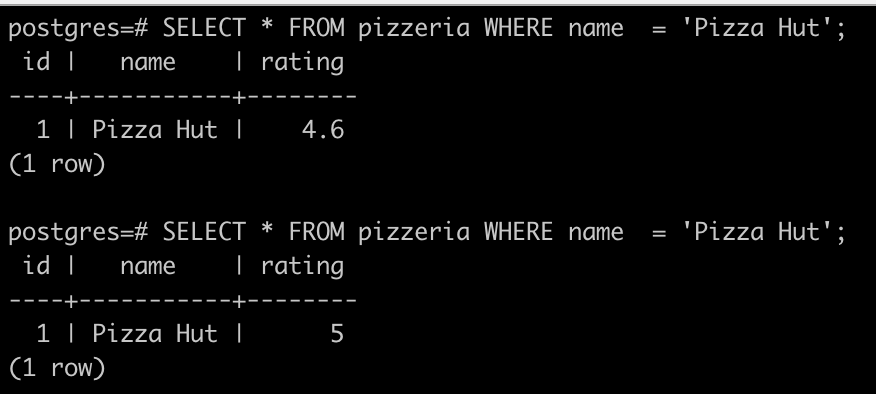 postgres=# SELECT * FROM pizzeria WHERE name  = 'Pizza Hut';
 id |   name    | rating
----+-----------+--------
  1 | Pizza Hut |    4.6
(1 row)

postgres=# SELECT * FROM pizzeria WHERE name  = 'Pizza Hut';
 id |   name    | rating
----+-----------+--------
  1 | Pizza Hut |      5
(1 row)